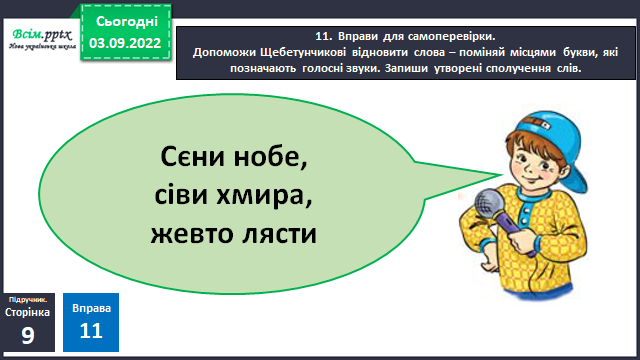 Всім.pptx
Нова українська школа
Сьогодні
03.09.2022
11. Вправи для самоперевірки.
Допоможи Щебетунчикові відновити слова – поміняй місцями букви, які
позначають голосні звуки. Запиши утворені сполучення слів.
Сєни нобе,
сіви хмира,
жевто лясти
Підручник.
Сторінка
9
Вправа
11